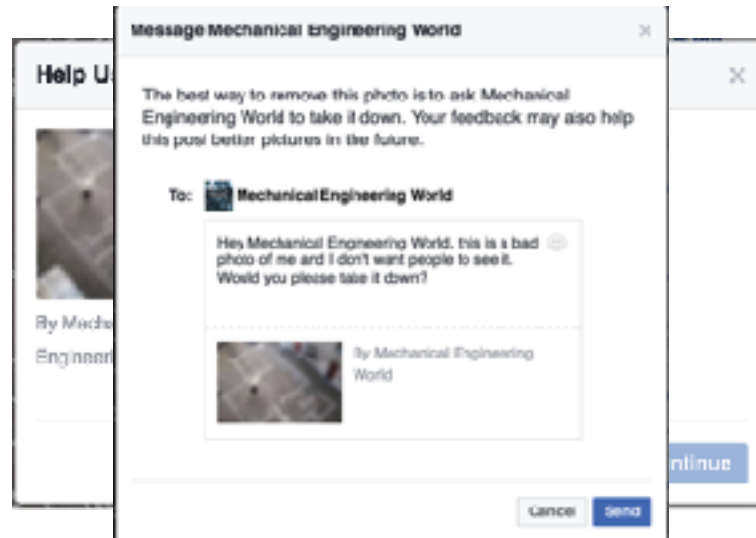 Message Mechanical Engineering World
Help U
The best way to remove this photo is to ask Mechanical
Engineering World to take it down. Your feedback may also help
this post better pictures in the future.
To: Mechanical Engineering World
Hey Mechanical Engineering World, this is a bad
photo of me and I don't want people to see it.
Would you please take it down?
By Mecha
Engineeri
By Mechanical Engineering
World
ntinue
Cancel Send